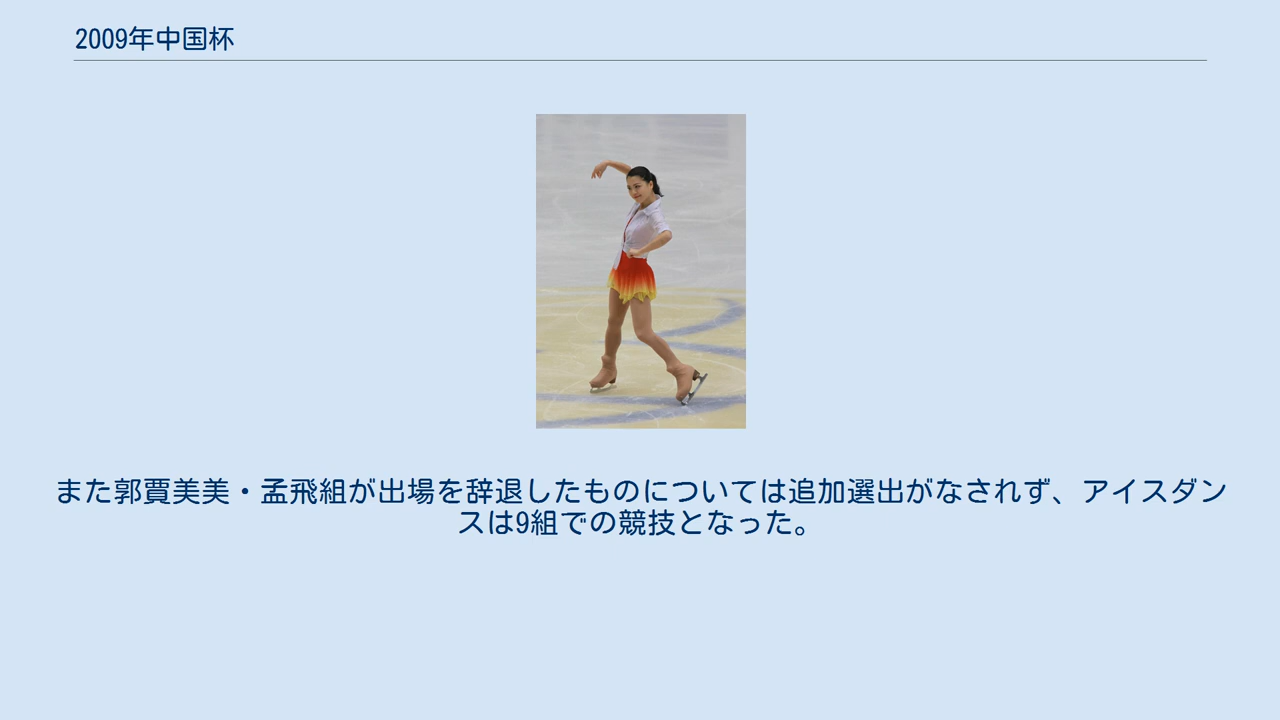 2009年中国杯
また郭賈美美・孟飛組が出場を辞退したものについては追加選出がなされず、アイスダン
スは9組での競技となった。